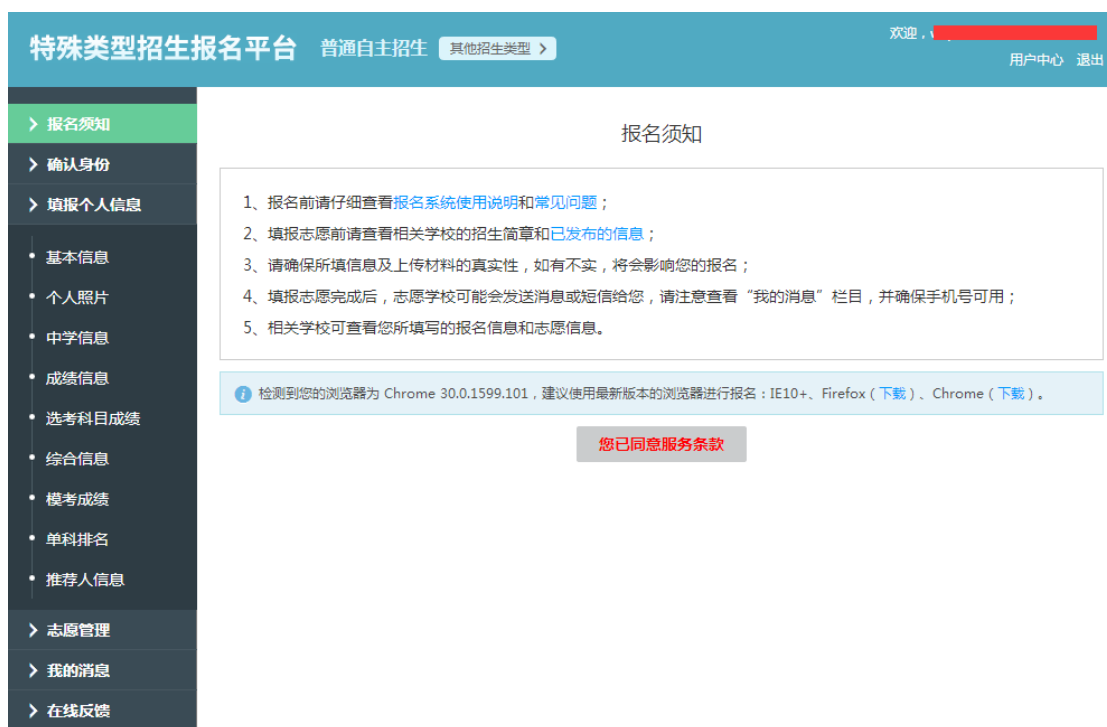 特殊类型招生报名平台 普通自主招生 其他招生类型 >
欢迎,
用户中心 退出
报名须知
确认身份
填报个人信息
基本信息
个人照片
中学信息
成绩信息
选考科目成绩
综合信息
模考成绩
单科排名
推荐人信息
志愿管理
我的消息
在线反馈
报名须知
1、报名前请仔细查看报名系统使用说明和常见问题;
2、填报志愿前请查看相关学校的招生简章和已发布的信息;
3、请确保所填信息及上传材料的真实性,如有不实,将会影响您的报名;
4、填报志愿完成后,志愿学校可能会发送消息或短信给您,请注意查看“我的消息”栏目,并确保手机号可用;
5、相关学校可查看您所填写的报名信息和志愿信息。
检测到您的浏览器为 Chrome 30.0.1599.101,建议使用最新版本的浏览器进行报名:IE10+、Firefox(下载)、Chrome(下载)。
您已同意服务条款